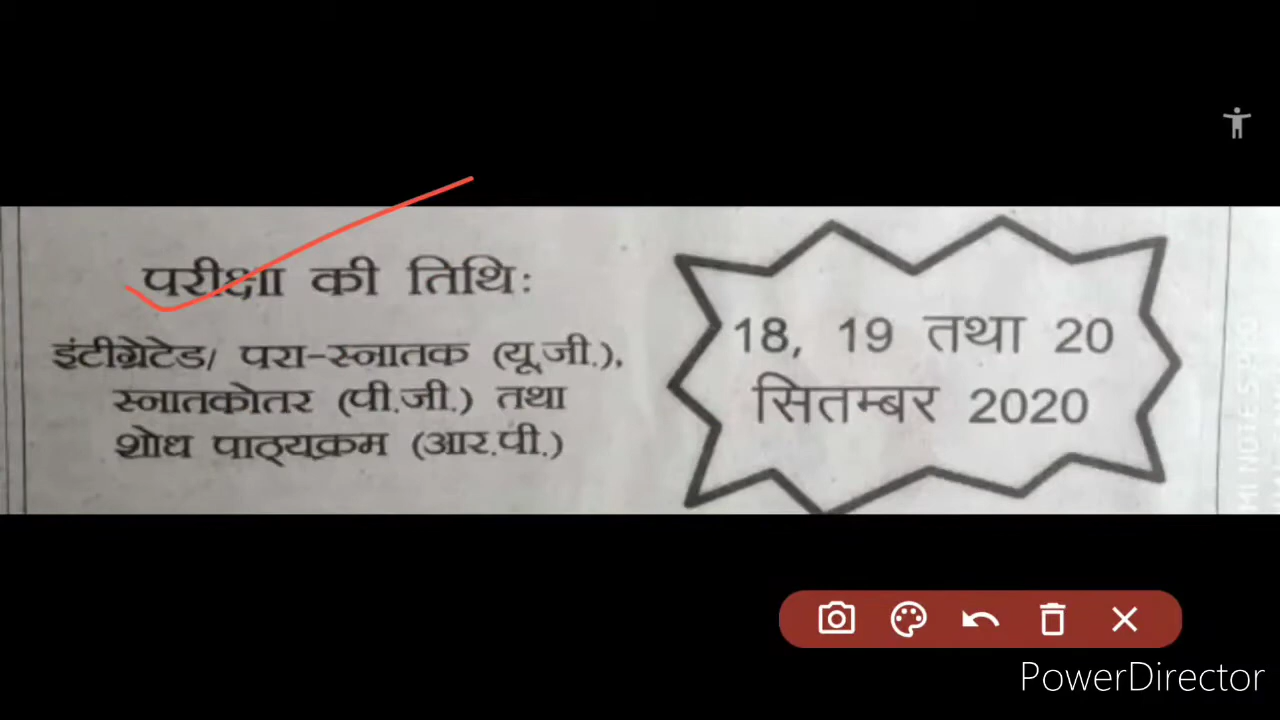 परीक्षा की तिथि:
इंटीग्रेटेड/ परा-स्नातक (यू.जी.),
स्नातकोतर (पी.जी.) तथा
शोध पाठ्यक्रम (आर.पी.)
18, 19 तथा 20
सितम्बर 2020
PowerDirector